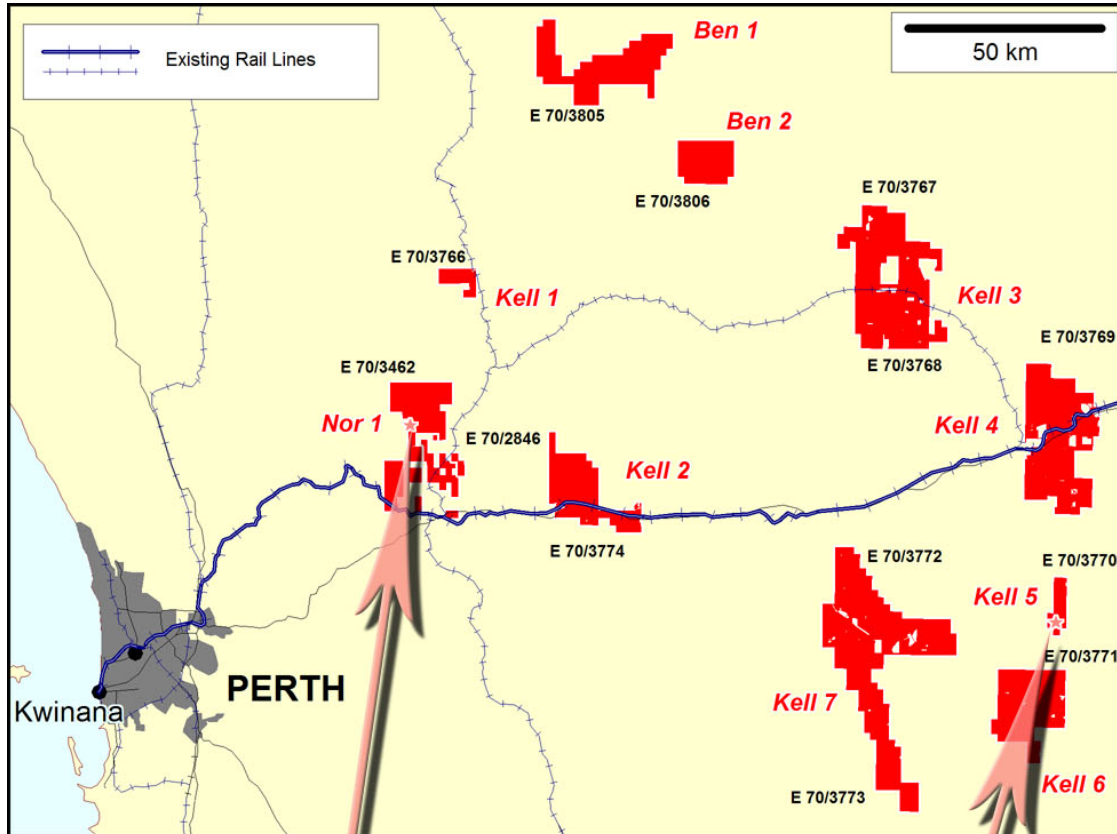 Existing Rail Lines
50 km
Ben 1
E 70/3805
Ben 2
E 70/3806
E 70/3767
E 70/3766
Kell 1
Kell 3
E 70/3768
E 70/3769
E 70/3462
Nor 1
E 70/2846
Kell 2
Kell 4
E 70/3774
E 70/3772
E 70/3770
Kell 5
E 70/3771
PERTH
Kwinana
Kell 7
Kell 6
E 70/3773